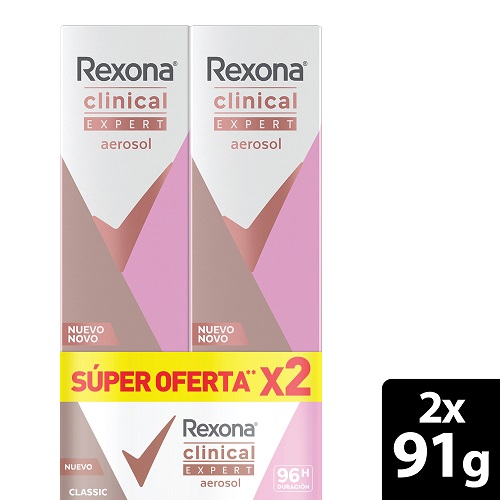 Rexona®
clinical
EXPERT
aerosol
NUEVO
NOVO
Rexona®
clinical
EXPERT
aerosol
NUEVO
NOVO
SÚPER OFERTA** X2
NUEVO
CLASSIC
Rexona®
clinical
EXPERT
aerosol
96H
DURACIÓN
2x
91g